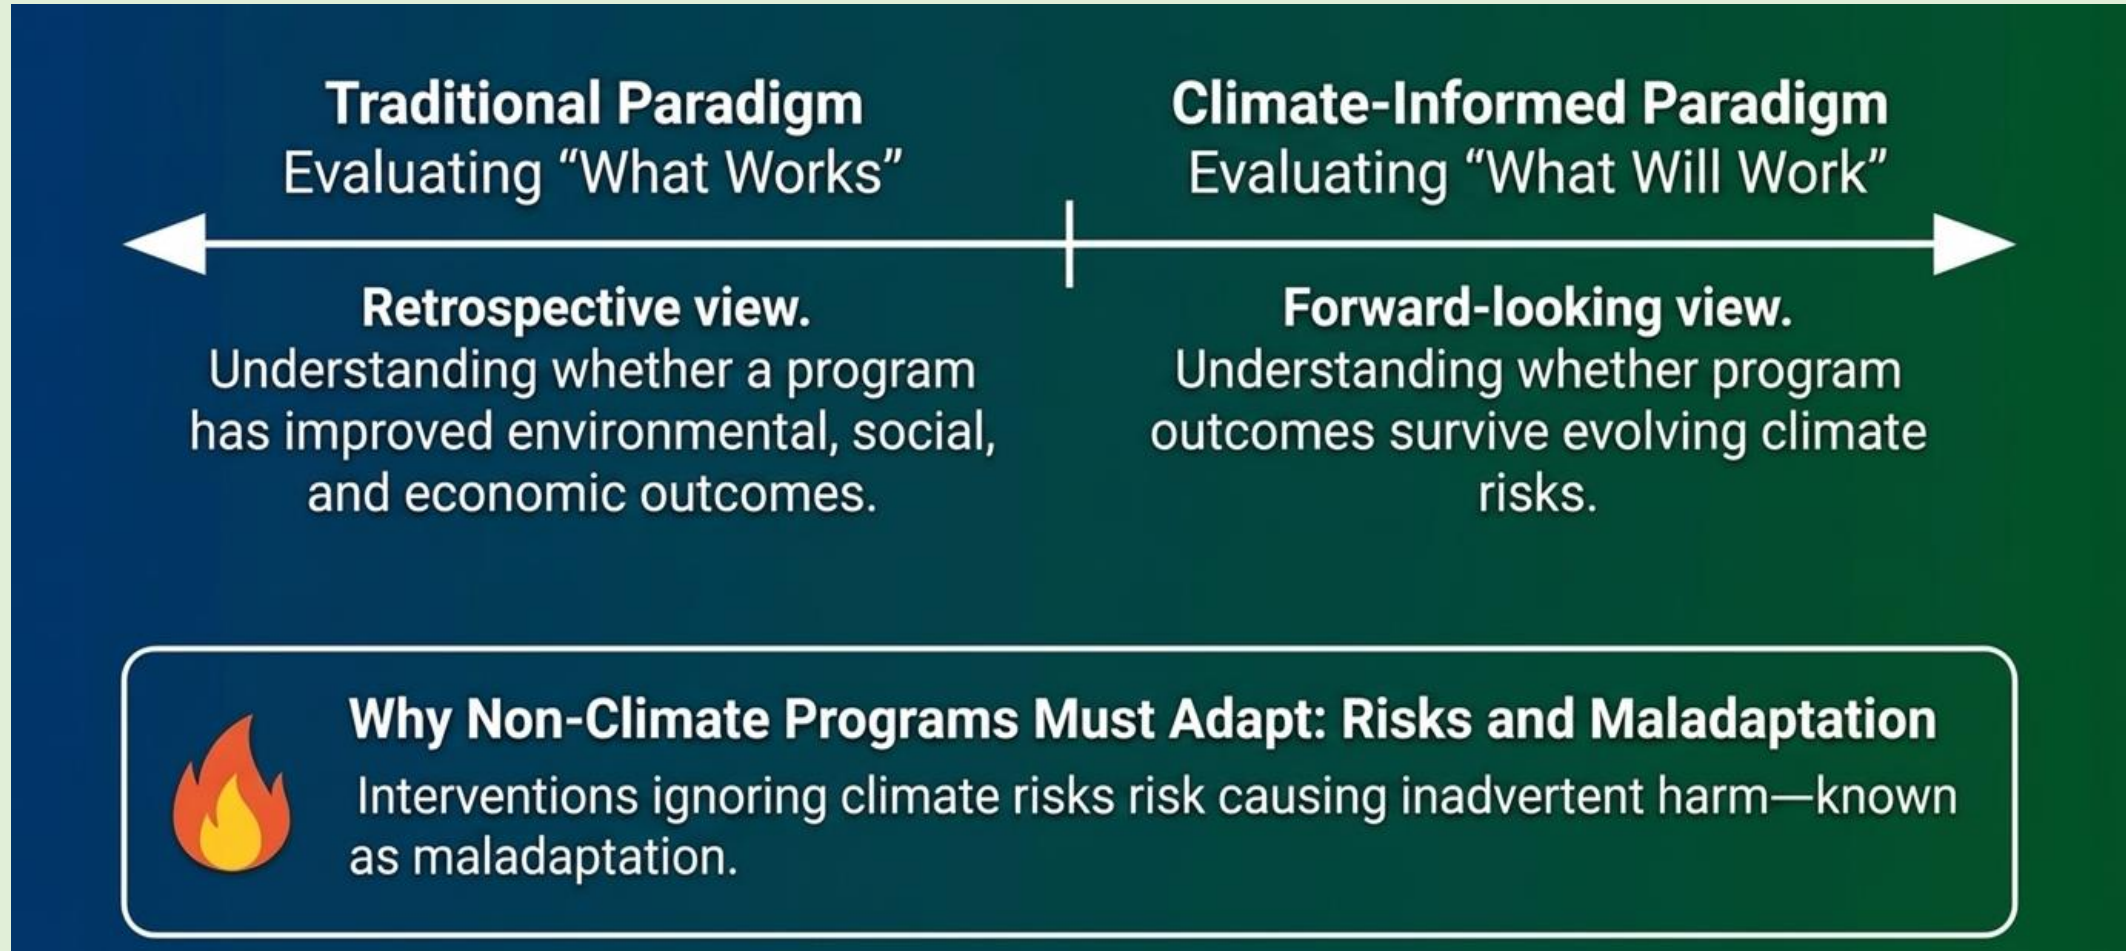 Traditional Paradigm
Evaluating “What Works”
Retrospective view.
Understanding whether a program
has improved environmental, social,
and economic outcomes.
Climate-Informed Paradigm
Evaluating “What Will Work”
Forward-looking view.
Understanding whether program
outcomes survive evolving climate
risks.
Why Non-Climate Programs Must Adapt: Risks and Maladaptation
Interventions ignoring climate risks risk causing inadvertent harm—known
as maladaptation.